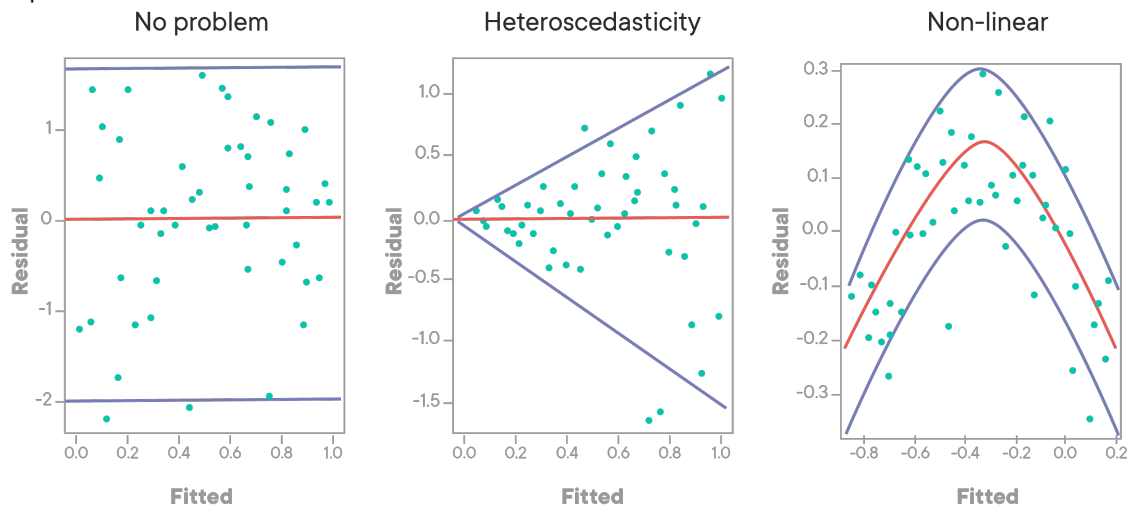 No problem
Heteroscedasticity
Non-linear
Residual
1
0
-1
-2
0.0 0.2 0.4 0.6 0.8 1.0
Fitted
Residual
1.0
0.5
0.0
-0.5
-1.0
-1.5
0.0 0.2 0.4 0.6 0.8 1.0
Fitted
Residual
0.3
0.2
0.1
0.0
-0.1
-0.2
-0.3
-0.8 -0.6 -0.4 -0.2 0.0 0.2
Fitted